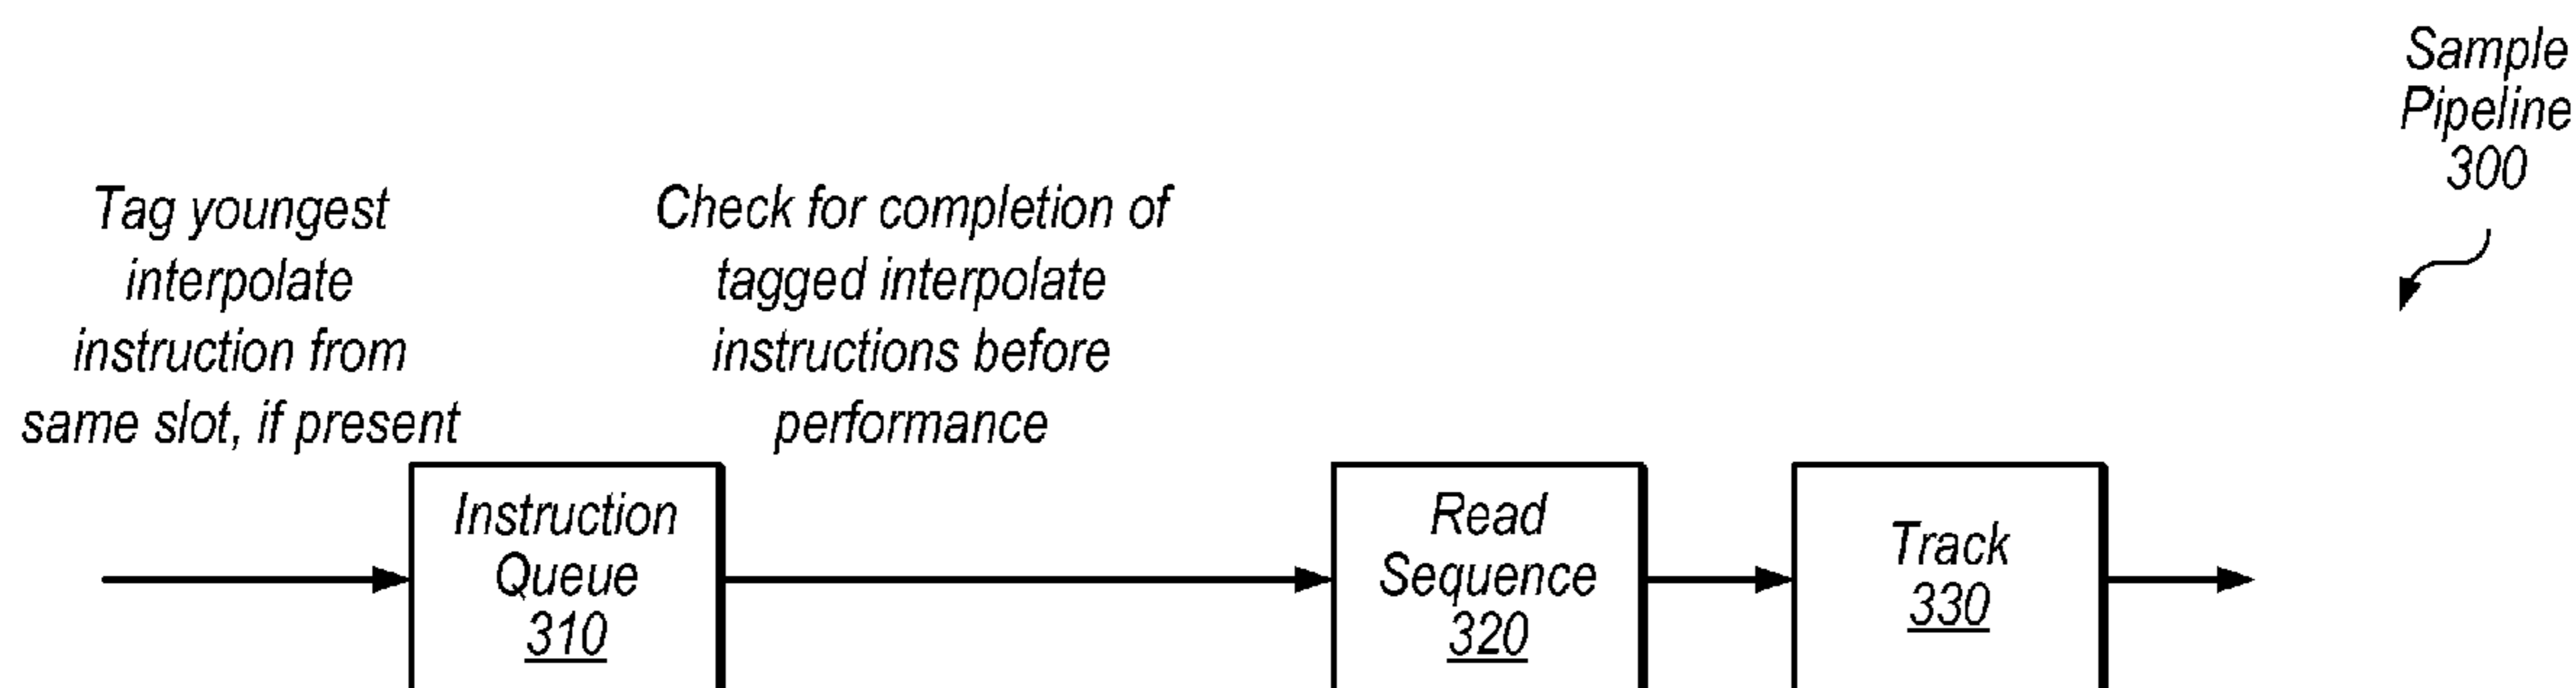 Sample
Pipeline
300
Tag youngest
interpolate
instruction from
same slot, if present
Check for completion of
tagged interpolate
instructions before
performance
Instruction
Queue
310
Read
Sequence
320
Track
330